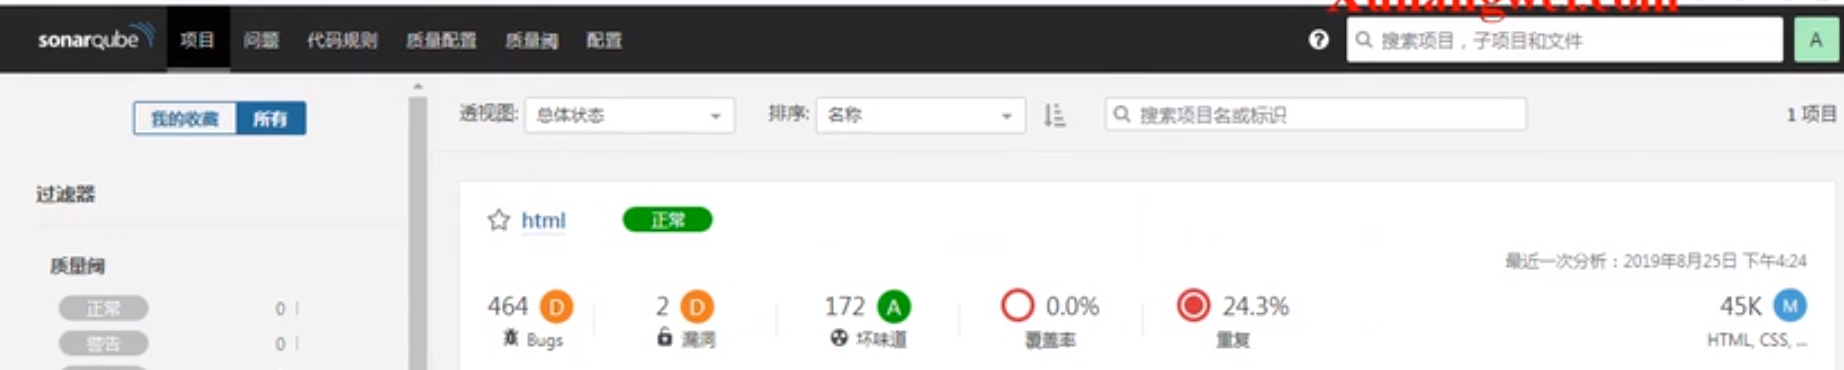 sonarqube 项目 问题 代码规则 质量配置 质量阈 配置 ? 搜索项目，子项目和文件 A
我的收藏 所有 透视图: 总体状态 排序: 名称 搜索项目名或标识 1 项目
过滤器
html 正常
质量阈
最近一次分析：2019年8月25日 下午4:24
正常 0
464 D 2 D 172 A 0.0% 24.3% 45K M
警告 0
Bugs 漏洞 坏味道 覆盖率 重复 HTML, CSS, ...